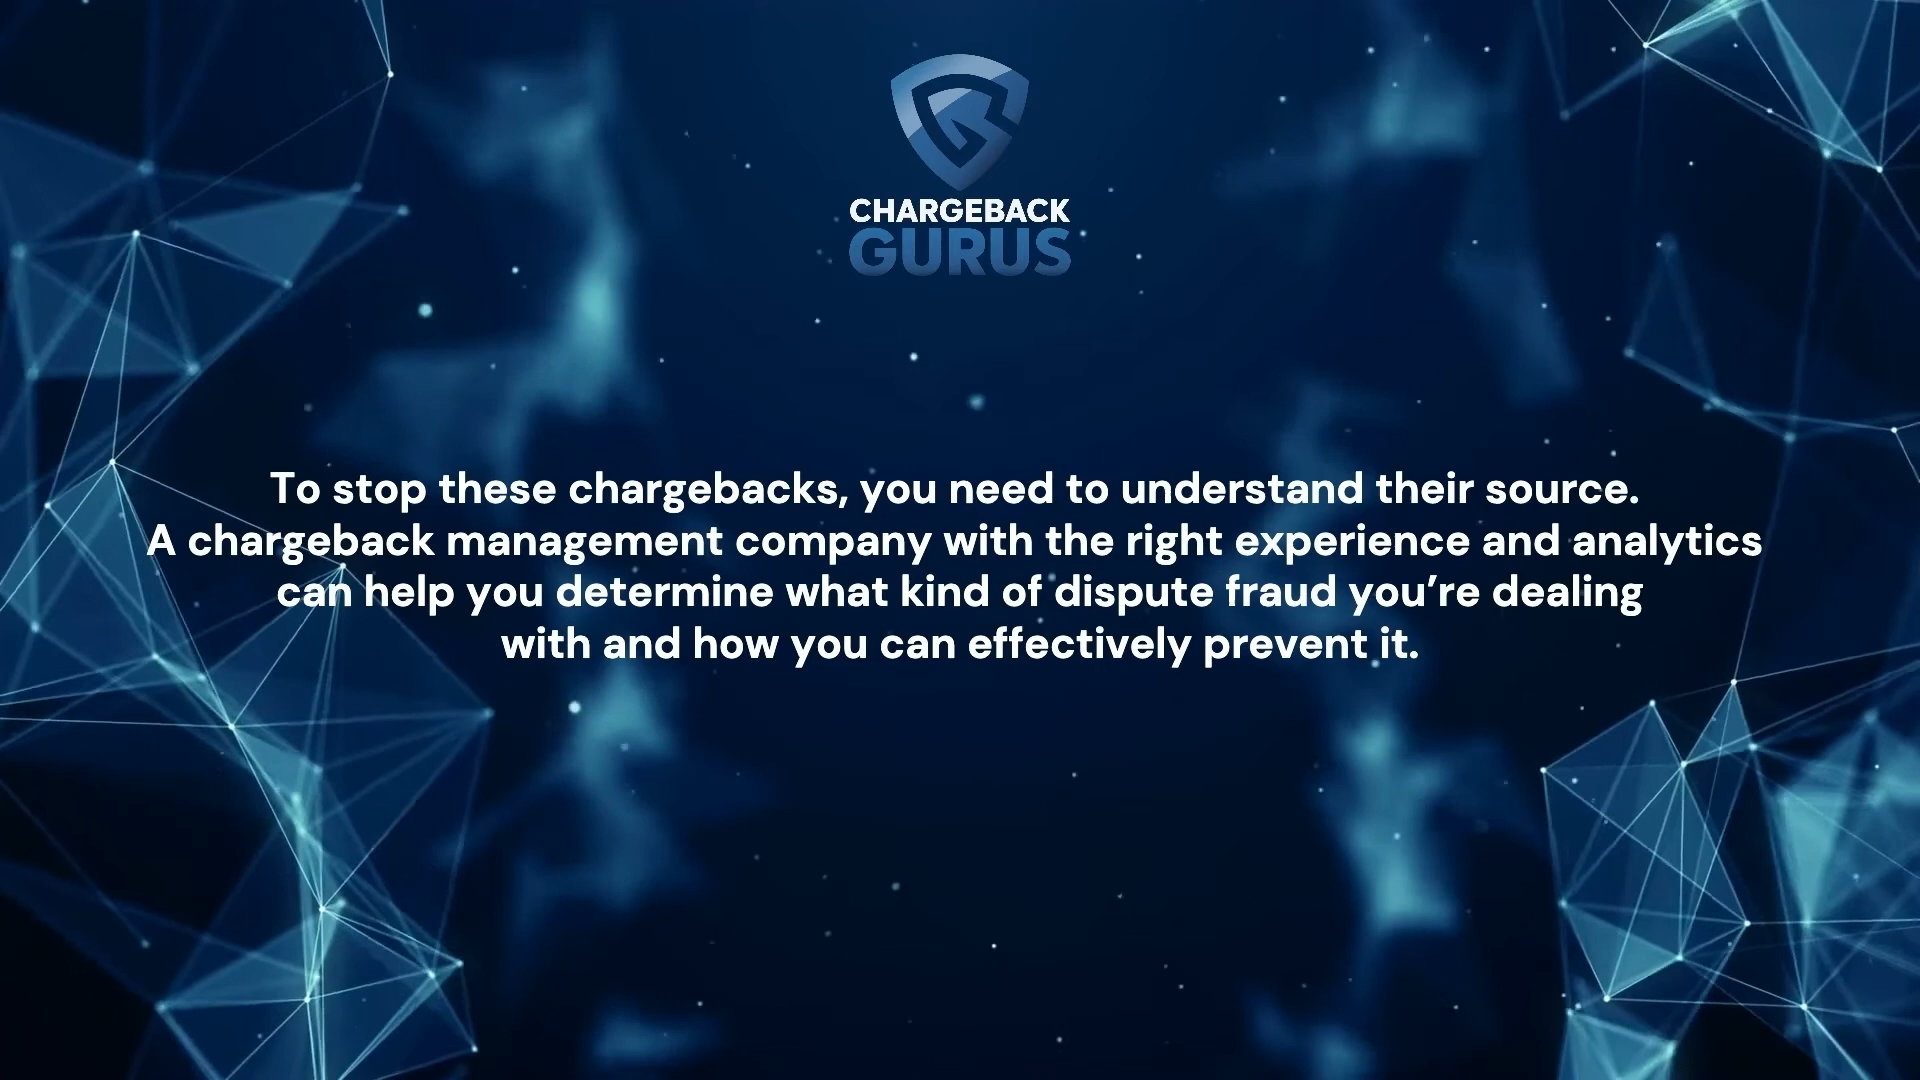 CHARGEBACK
GURUS
To stop these chargebacks, you need to understand their source.
A chargeback management company with the right experience and analytics
can help you determine what kind of dispute fraud you’re dealing
with and how you can effectively prevent it.